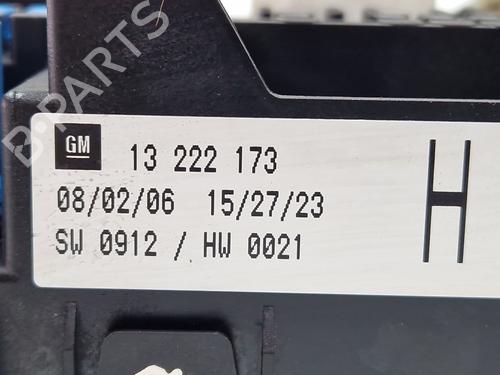 GM 13 222 173
08/02/06 15/27/23
SW 0912 / HW 0021
H
B-PARTS